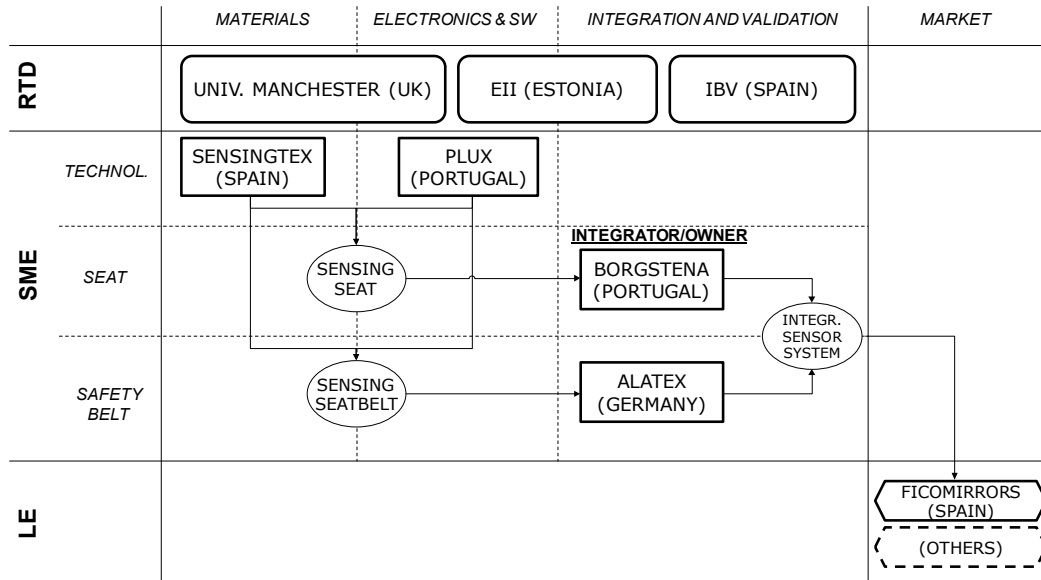 MATERIALS
ELECTRONICS & SW
INTEGRATION AND VALIDATION
MARKET
RTD
UNIV. MANCHESTER (UK)
EII (ESTONIA)
IBV (SPAIN)
SME
TECHNOL.
SENSINGTEX
(SPAIN)
PLUX
(PORTUGAL)
INTEGRATOR/OWNER
SEAT
SENSING
SEAT
BORGSTENA
(PORTUGAL)
INTEGR.
SENSOR
SYSTEM
SAFETY
BELT
SENSING
SEATBELT
ALATEX
(GERMANY)
LE
FICOMIRRORS
(SPAIN)
(OTHERS)